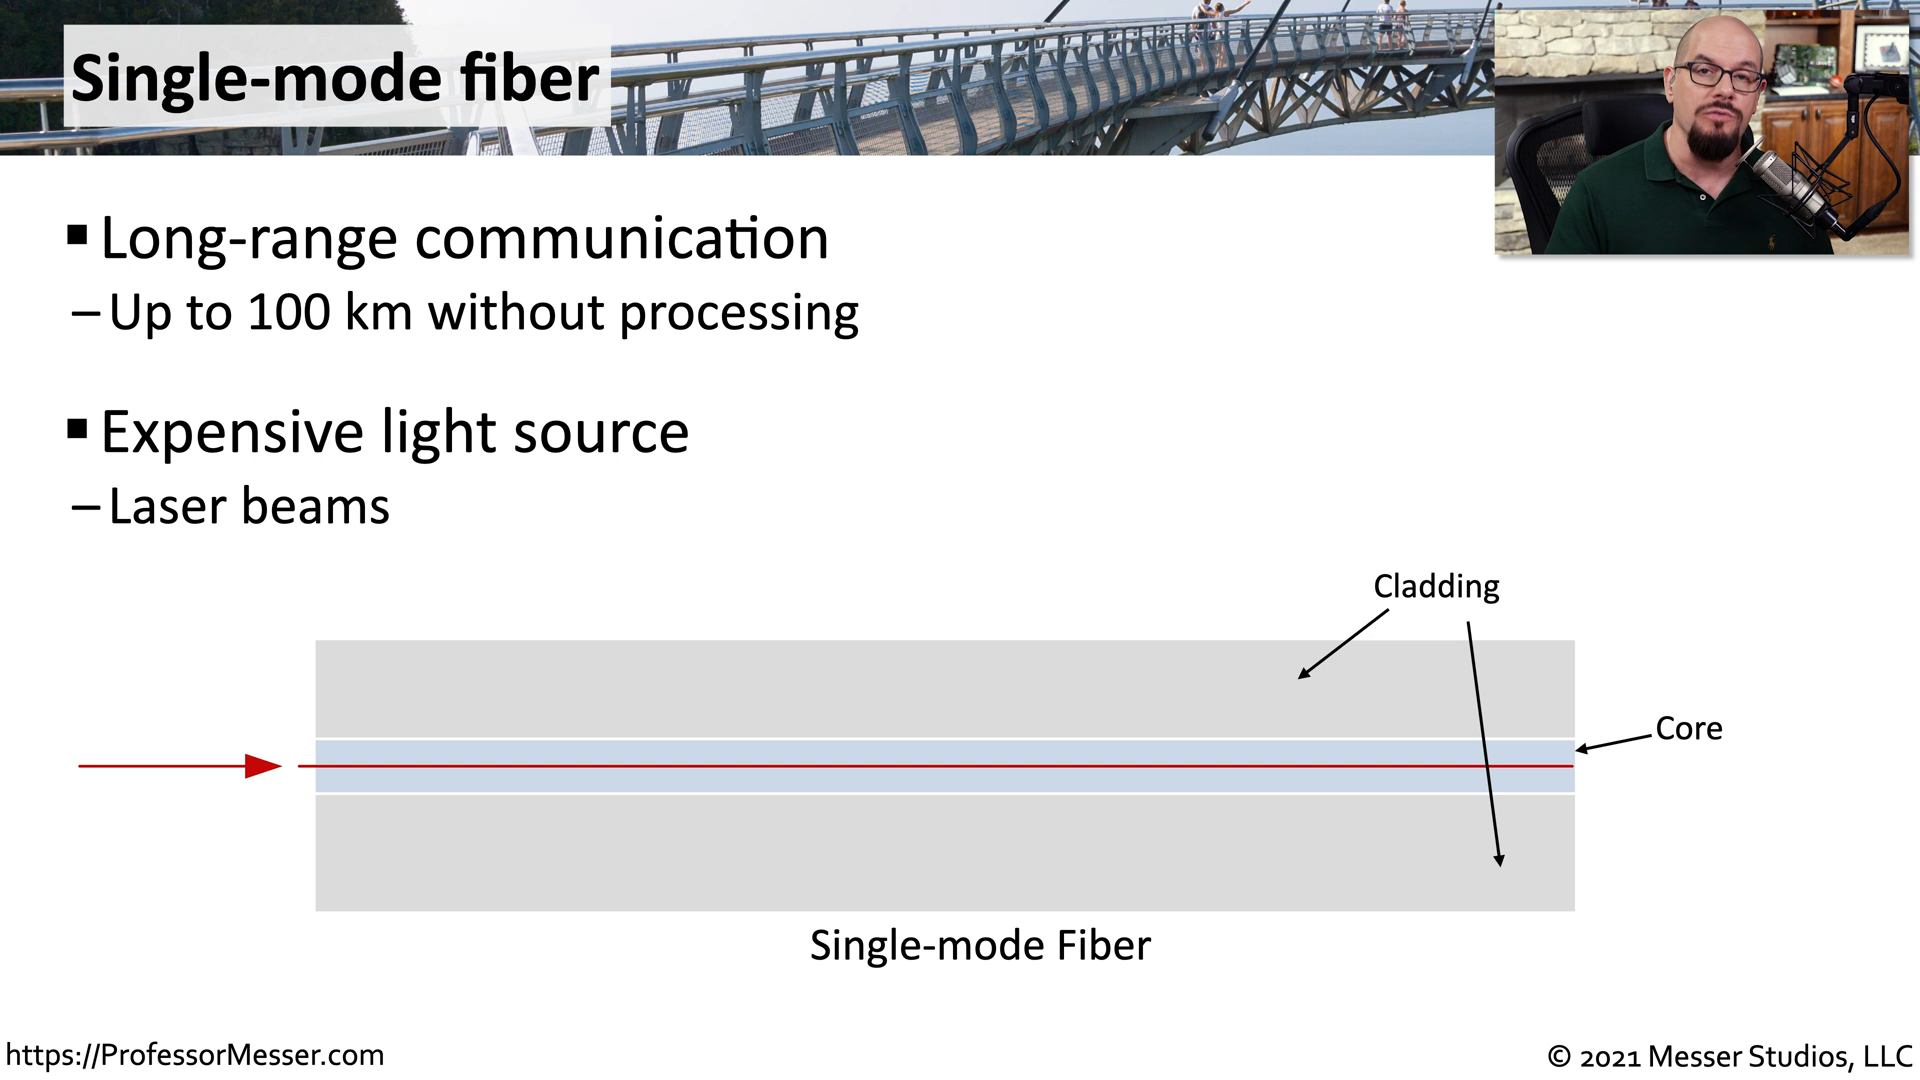 Single-mode fiber
▪ Long-range communication
– Up to 100 km without processing
▪ Expensive light source
– Laser beams
Cladding
Core
Single-mode Fiber
https://ProfessorMesser.com
© 2021 Messer Studios, LLC